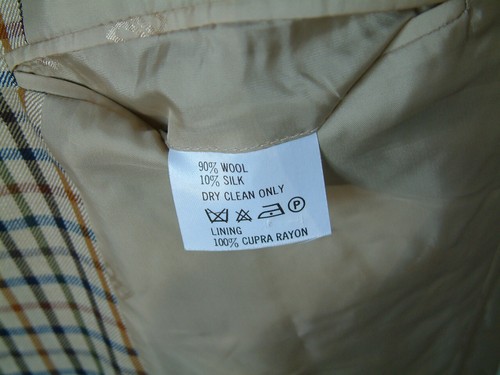 90% WOOL
10% SILK
DRY CLEAN ONLY
P
LINING
100% CUPRA RAYON